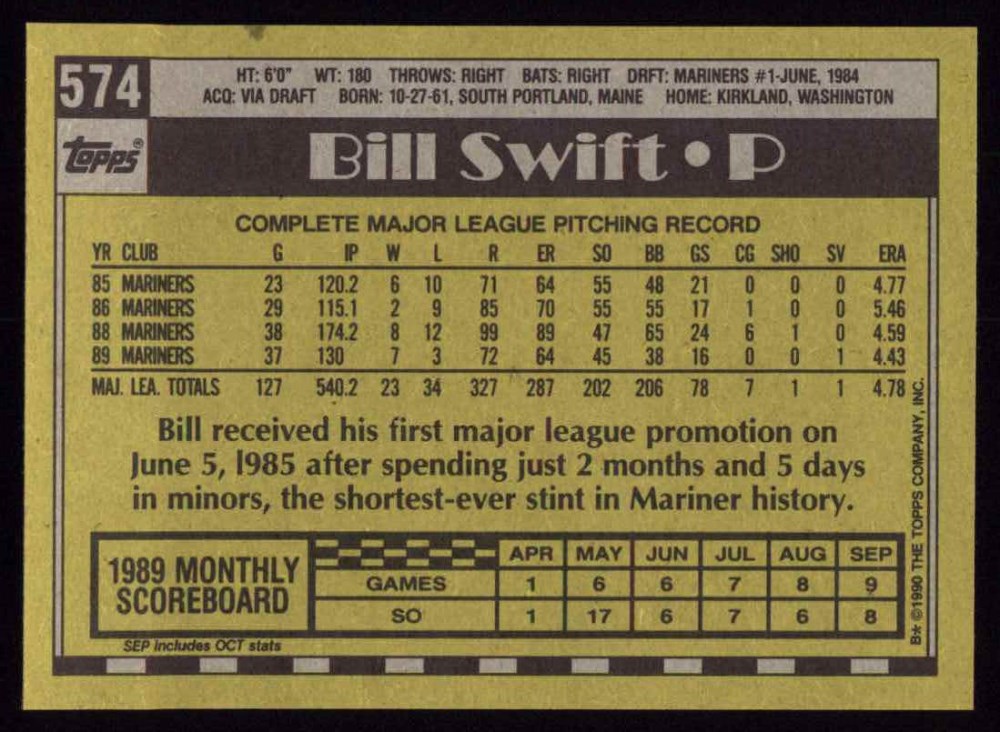 574
HT: 6'0" WT: 180 THROWS: RIGHT BATS: RIGHT DRFT: MARINERS #1-JUNE, 1984
ACQ: VIA DRAFT BORN: 10-27-61, SOUTH PORTLAND, MAINE HOME: KIRKLAND, WASHINGTON
Topps®
Bill Swift • P
COMPLETE MAJOR LEAGUE PITCHING RECORD
YR CLUB G IP W L R ER SO BB GS CG SHO SV ERA
85 MARINERS 23 120.2 6 10 71 64 55 48 21 0 0 0 4.77
86 MARINERS 29 115.1 2 9 85 70 55 55 17 1 0 0 5.46
88 MARINERS 38 174.2 8 12 99 89 47 65 24 6 1 0 4.59
89 MARINERS 37 130 7 3 72 64 45 38 16 0 0 1 4.43
MAJ. LEA. TOTALS 127 540.2 23 34 327 287 202 206 78 7 1 1 4.78
Bill received his first major league promotion on
June 5, 1985 after spending just 2 months and 5 days
in minors, the shortest-ever stint in Mariner history.
1989 MONTHLY
SCOREBOARD
APR MAY JUN JUL AUG SEP
GAMES 1 6 6 7 8 9
SO 1 17 6 7 6 8
SEP includes OCT stats
B* ©1990 THE TOPPS COMPANY, INC.